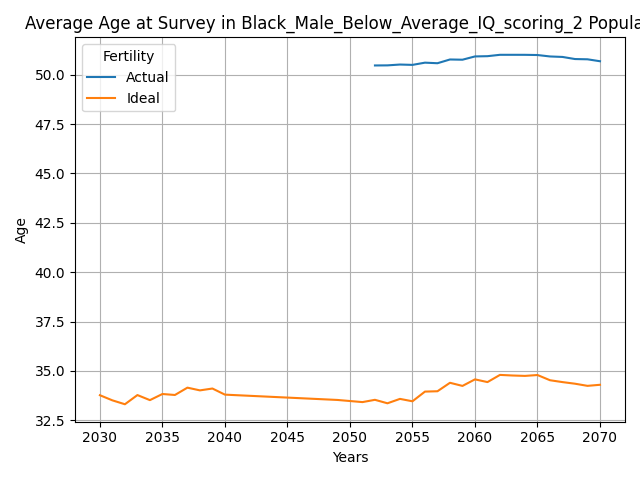 Average Age at Survey in Black_Male_Below_Average_IQ_scoring_2 Popula
Fertility
Actual
Ideal
50.0
47.5
45.0
42.5
40.0
37.5
35.0
32.5
Age
2030 2035 2040 2045 2050 2055 2060 2065 2070
Years